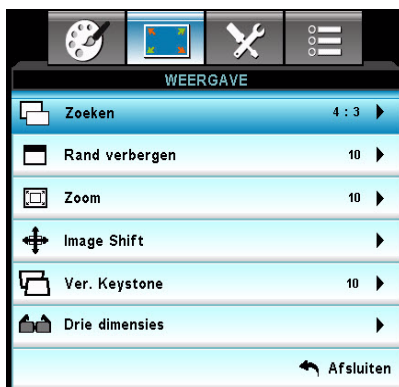 WEERGAVE
Zoeken 4 : 3
Rand verbergen 10
Zoom 10
Image Shift
Ver. Keystone 10
Drie dimensies
Afsluiten